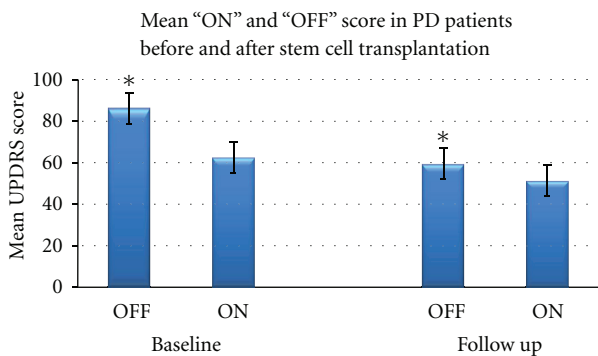 Mean “ON” and “OFF” score in PD patients
before and after stem cell transplantation
Mean UPDRS score
100
80
60
40
20
0
*
*
OFF
ON
OFF
ON
Baseline
Follow up